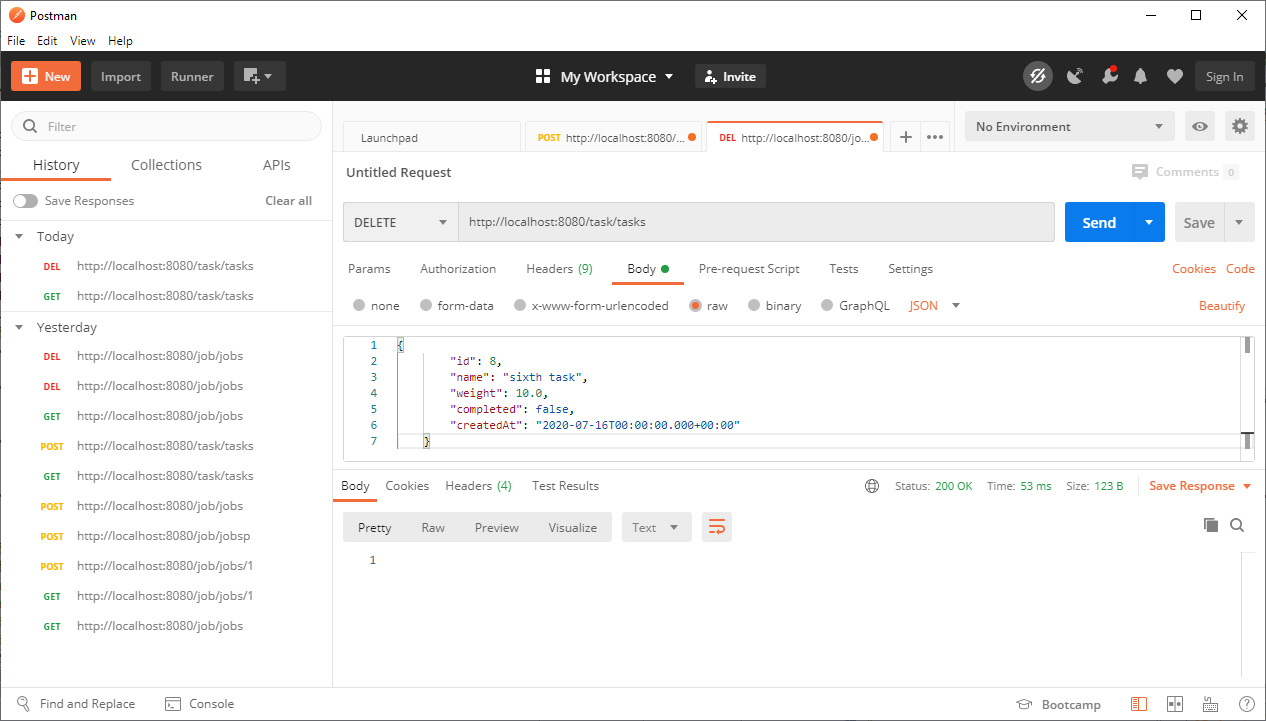 Postman
File Edit View Help
New Import Runner My Workspace Invite Sign In
Filter
History Collections APIs
Save Responses Clear all
Today
DEL http://localhost:8080/task/tasks
GET http://localhost:8080/task/tasks
Yesterday
DEL http://localhost:8080/job/jobs
DEL http://localhost:8080/job/jobs
GET http://localhost:8080/job/jobs
POST http://localhost:8080/task/tasks
GET http://localhost:8080/task/tasks
POST http://localhost:8080/job/jobs
POST http://localhost:8080/job/jobsp
POST http://localhost:8080/job/jobs/1
GET http://localhost:8080/job/jobs/1
GET http://localhost:8080/job/jobs
Launchpad POST http://localhost:8080/... DEL http://localhost:8080/jo... No Environment
Untitled Request Comments 0
DELETE http://localhost:8080/task/tasks Send Save
Params Authorization Headers (9) Body Pre-request Script Tests Settings Cookies Code
none form-data x-www-form-urlencoded raw binary GraphQL JSON Beautify
1 {
2 "id": 8,
3 "name": "sixth task",
4 "weight": 10.0,
5 "completed": false,
6 "createdAt": "2020-07-16T00:00:00.000+00:00"
7 }
Body Cookies Headers (4) Test Results Status: 200 OK Time: 53 ms Size: 123 B Save Response
Pretty Raw Preview Visualize Text
1
Find and Replace Console Bootcamp